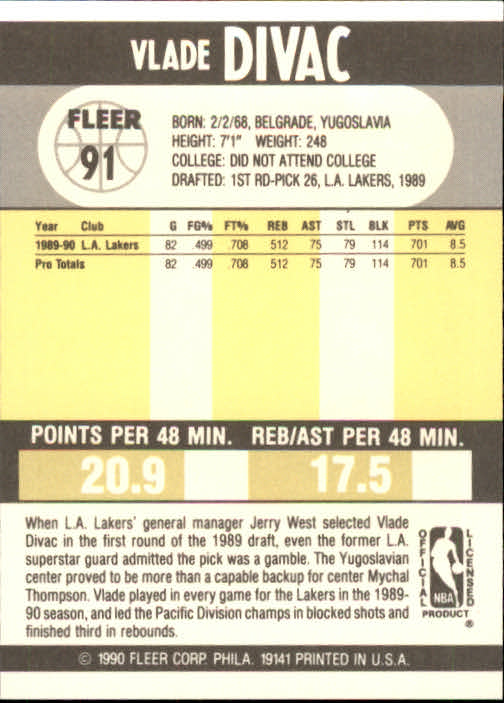 VLADE DIVAC
FLEER
91
BORN: 2/2/68, BELGRADE, YUGOSLAVIA
HEIGHT: 7'1" WEIGHT: 248
COLLEGE: DID NOT ATTEND COLLEGE
DRAFTED: 1ST RD-PICK 26, L.A. LAKERS, 1989
Year Club G FG% FT% REB AST STL BLK PTS AVG
1989-90 L.A. Lakers 82 .499 .708 512 75 79 114 701 8.5
Pro Totals 82 .499 .708 512 75 79 114 701 8.5
POINTS PER 48 MIN. REB/AST PER 48 MIN.
20.9 17.5
When L.A. Lakers' general manager Jerry West selected Vlade
Divac in the first round of the 1989 draft, even the former L.A.
superstar guard admitted the pick was a gamble. The Yugoslavian
center proved to be more than a capable backup for center Mychal
Thompson. Vlade played in every game for the Lakers in the 1989-
90 season, and led the Pacific Division champs in blocked shots and
finished third in rebounds.
OFFICIAL LICENSED
NBA
PRODUCT ®
© 1990 FLEER CORP. PHILA. 19141 PRINTED IN U.S.A.